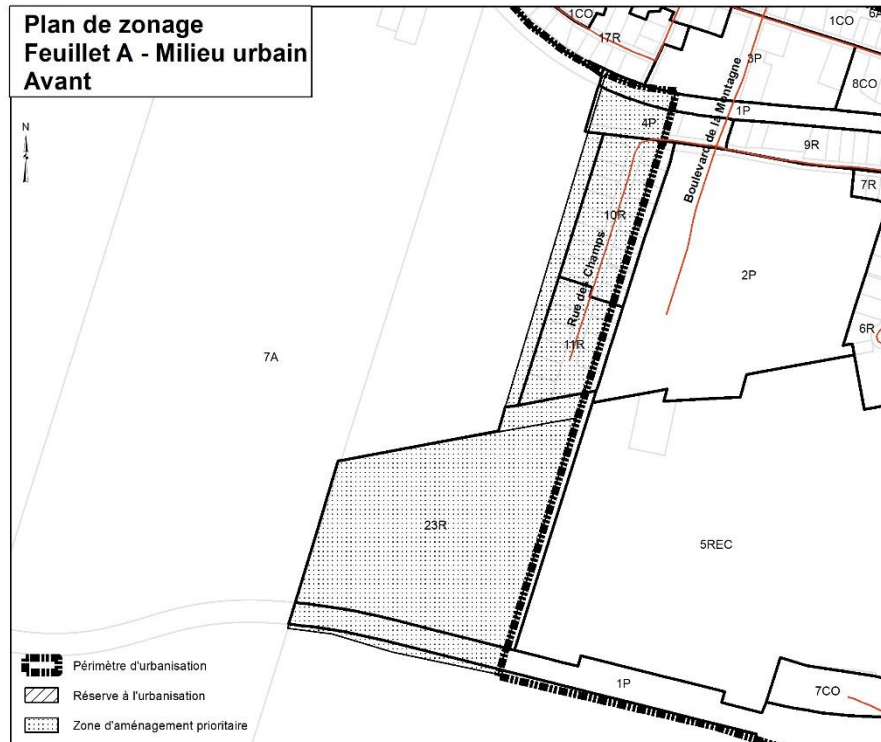 Plan de zonage
Feuillet A - Milieu urbain
Avant
1CO
17R
1CO
6A
3P
8CO
1P
4P
9R
7R
Boulevard de la Montagne
10R
Rue des Champs
2P
N
7A
11R
6R
23R
5REC
1P
7CO
Périmètre d'urbanisation
Réserve à l'urbanisation
Zone d'aménagement prioritaire